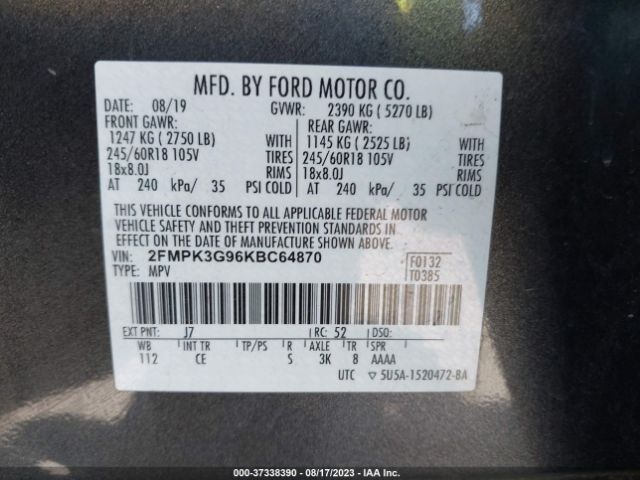 MFD. BY FORD MOTOR CO.
DATE: 08/19 GVWR: 2390 KG ( 5270 LB)
FRONT GAWR: REAR GAWR:
1247 KG ( 2750 LB) WITH 1145 KG ( 2525 LB) WITH
245/60R18 105V TIRES 245/60R18 105V TIRES
18x8.0J RIMS 18x8.0J RIMS
AT 240 kPa/ 35 PSI COLD AT 240 kPa/ 35 PSI COLD
THIS VEHICLE CONFORMS TO ALL APPLICABLE FEDERAL MOTOR
VEHICLE SAFETY AND THEFT PREVENTION STANDARDS IN
EFFECT ON THE DATE OF MANUFACTURE SHOWN ABOVE.
VIN: 2FMPK3G96KBC64870 F0132
TYPE: MPV T0385
EXT PNT: J7 RC: 52 DSO:
WB INT TR TP/PS R AXLE TR SPR
112 CE S 3K 8 AAAA
UTC ▽ 5U5A-1520472-BA
000-37338390 - 08/17/2023 - IAA Inc.